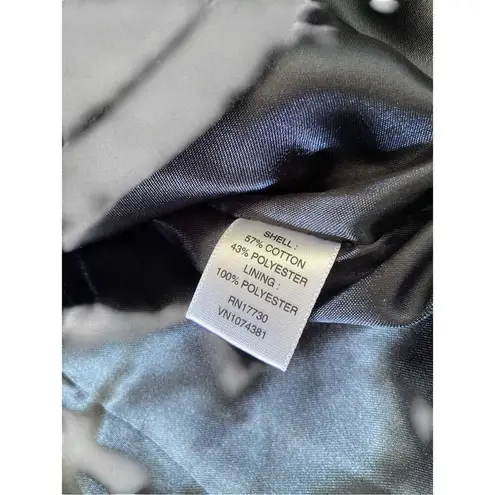 SHELL :
57% COTTON
43% POLYESTER
LINING :
100% POLYESTER
RN17730
VN1074381